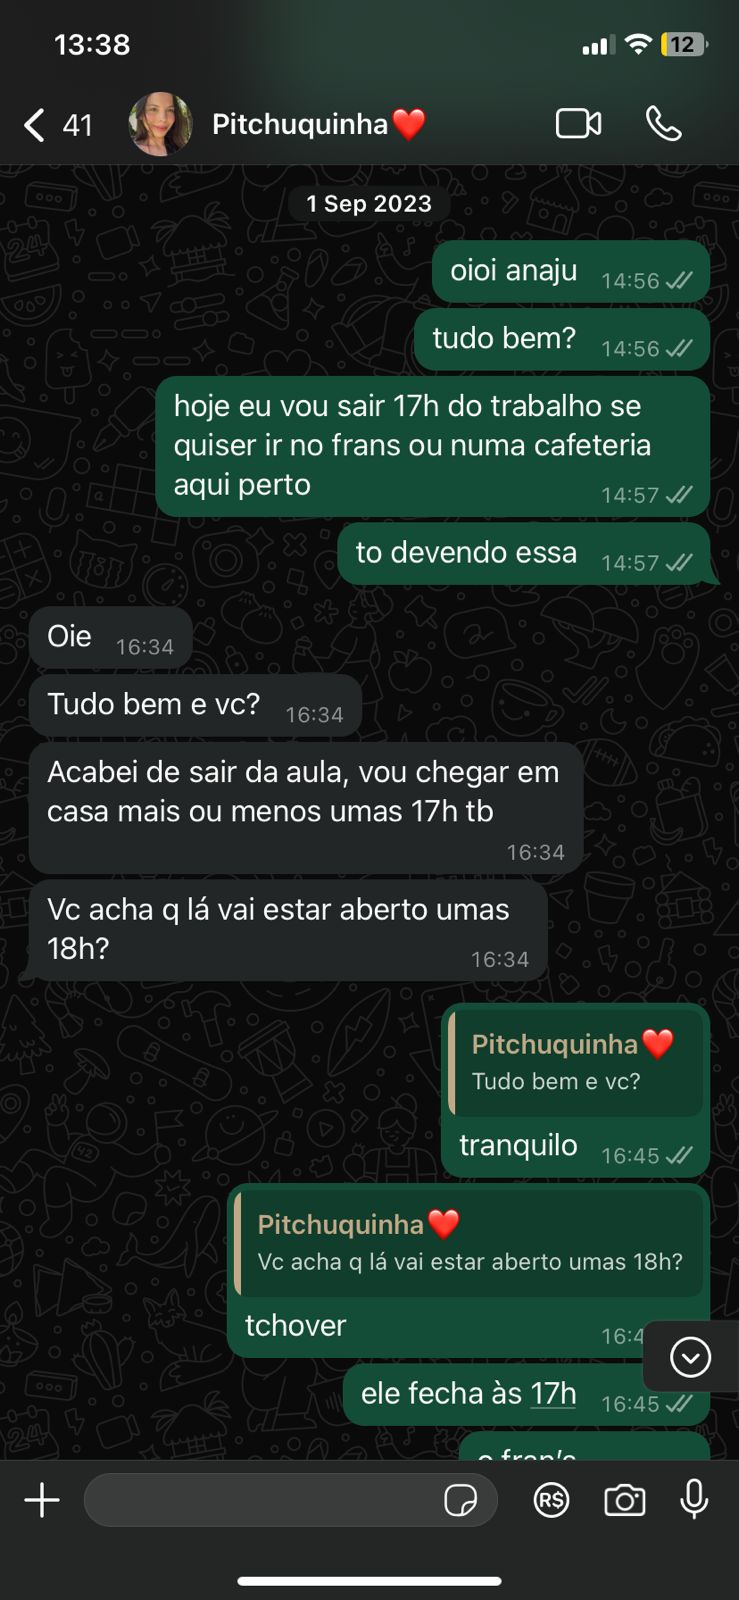 13:38
12
41
Pitchuquinha❤️
1 Sep 2023
oioi anaju 14:56
tudo bem? 14:56
hoje eu vou sair 17h do trabalho se
quiser ir no frans ou numa cafeteria
aqui perto 14:57
to devendo essa 14:57
Oie 16:34
Tudo bem e vc? 16:34
Acabei de sair da aula, vou chegar em
casa mais ou menos umas 17h tb
16:34
Vc acha q lá vai estar aberto umas
18h? 16:34
Pitchuquinha❤️
Tudo bem e vc?
tranquilo 16:45
Pitchuquinha❤️
Vc acha q lá vai estar aberto umas 18h?
tchover 16:4
ele fecha às 17h 16:45
o fran's
R$